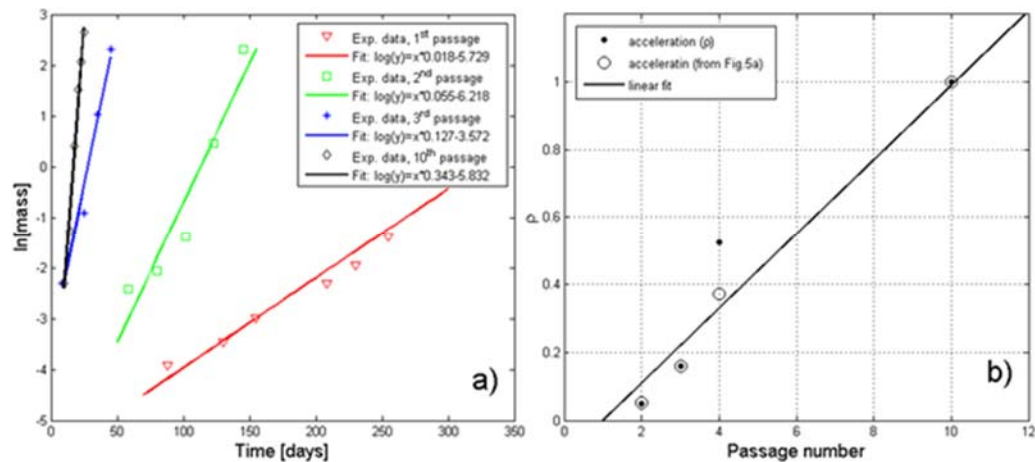 3
2
1
0
-1
-2
-3
-4
-5
0 50 100 150 200 250 300 350
ln[mass]
Time [days]
Exp. data, 1st passage
Fit: log(y)=x*0.018-5.729
Exp. data, 2nd passage
Fit: log(y)=x*0.055-6.218
Exp. data, 3rd passage
Fit: log(y)=x*0.127-3.572
Exp. data, 10th passage
Fit: log(y)=x*0.343-5.832
a)
1
0.8
0.6
0.4
0.2
0
0 2 4 6 8 10 12
ρ
Passage number
acceleration (ρ)
acceleratin (from Fig.5a)
linear fit
b)